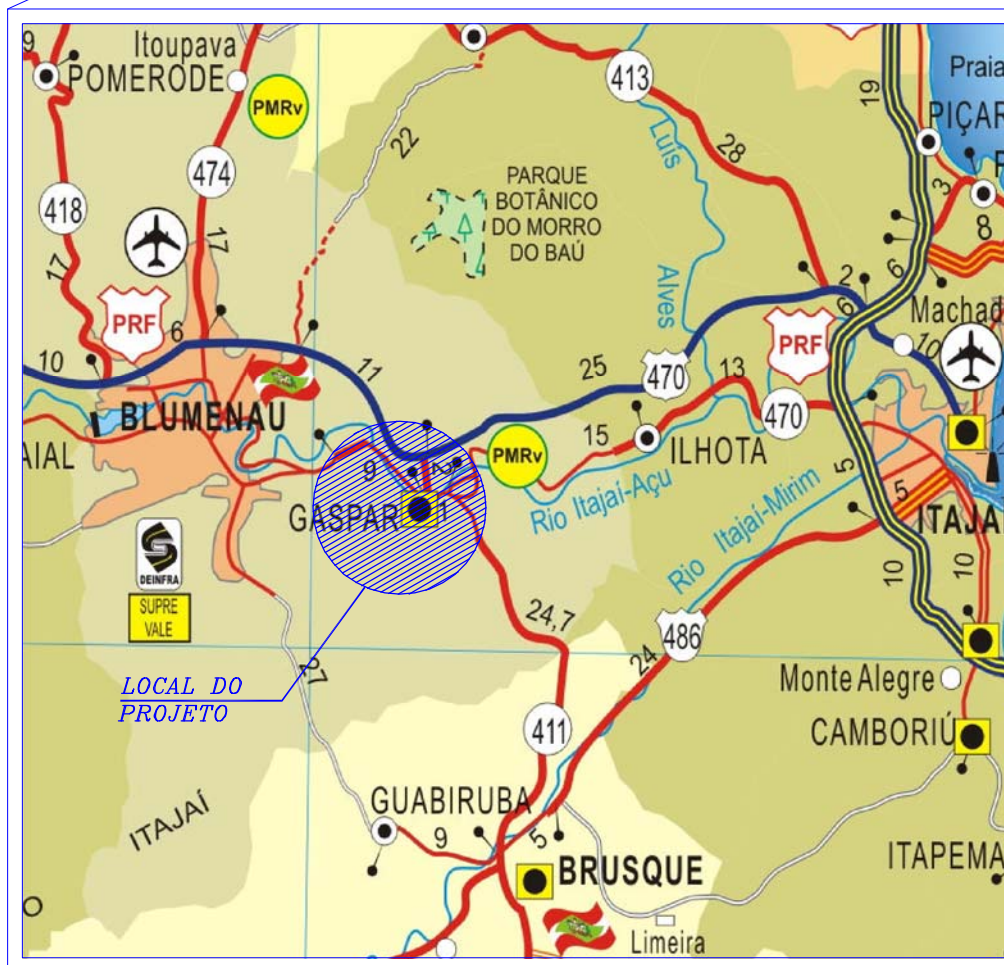 9
Itoupava
POMERODE
PMRv
22
474
418
17
17
413
Luís
28
19
Praia
PIÇAR
3
8
PARQUE
BOTÂNICO
DO MORRO
DO BAÚ
Alves
2
6
6
Machad
10
PRF
6
10
11
25
470
13
PRF
470
BLUMENAU
AIAL
9
2
PMRv
15
ILHOTA
GASPAR
1
Rio Itajaí-Açu
Rio Itajaí-Mirim
5
5
ITAJA
10
10
DEINFRA
SUPRE
VALE
24,7
486
24
27
LOCAL DO
PROJETO
Monte Alegre
CAMBORIÚ
411
ITAJAÍ
GUABIRUBA
9
5
BRUSQUE
ITAPEMA
O
Limeira